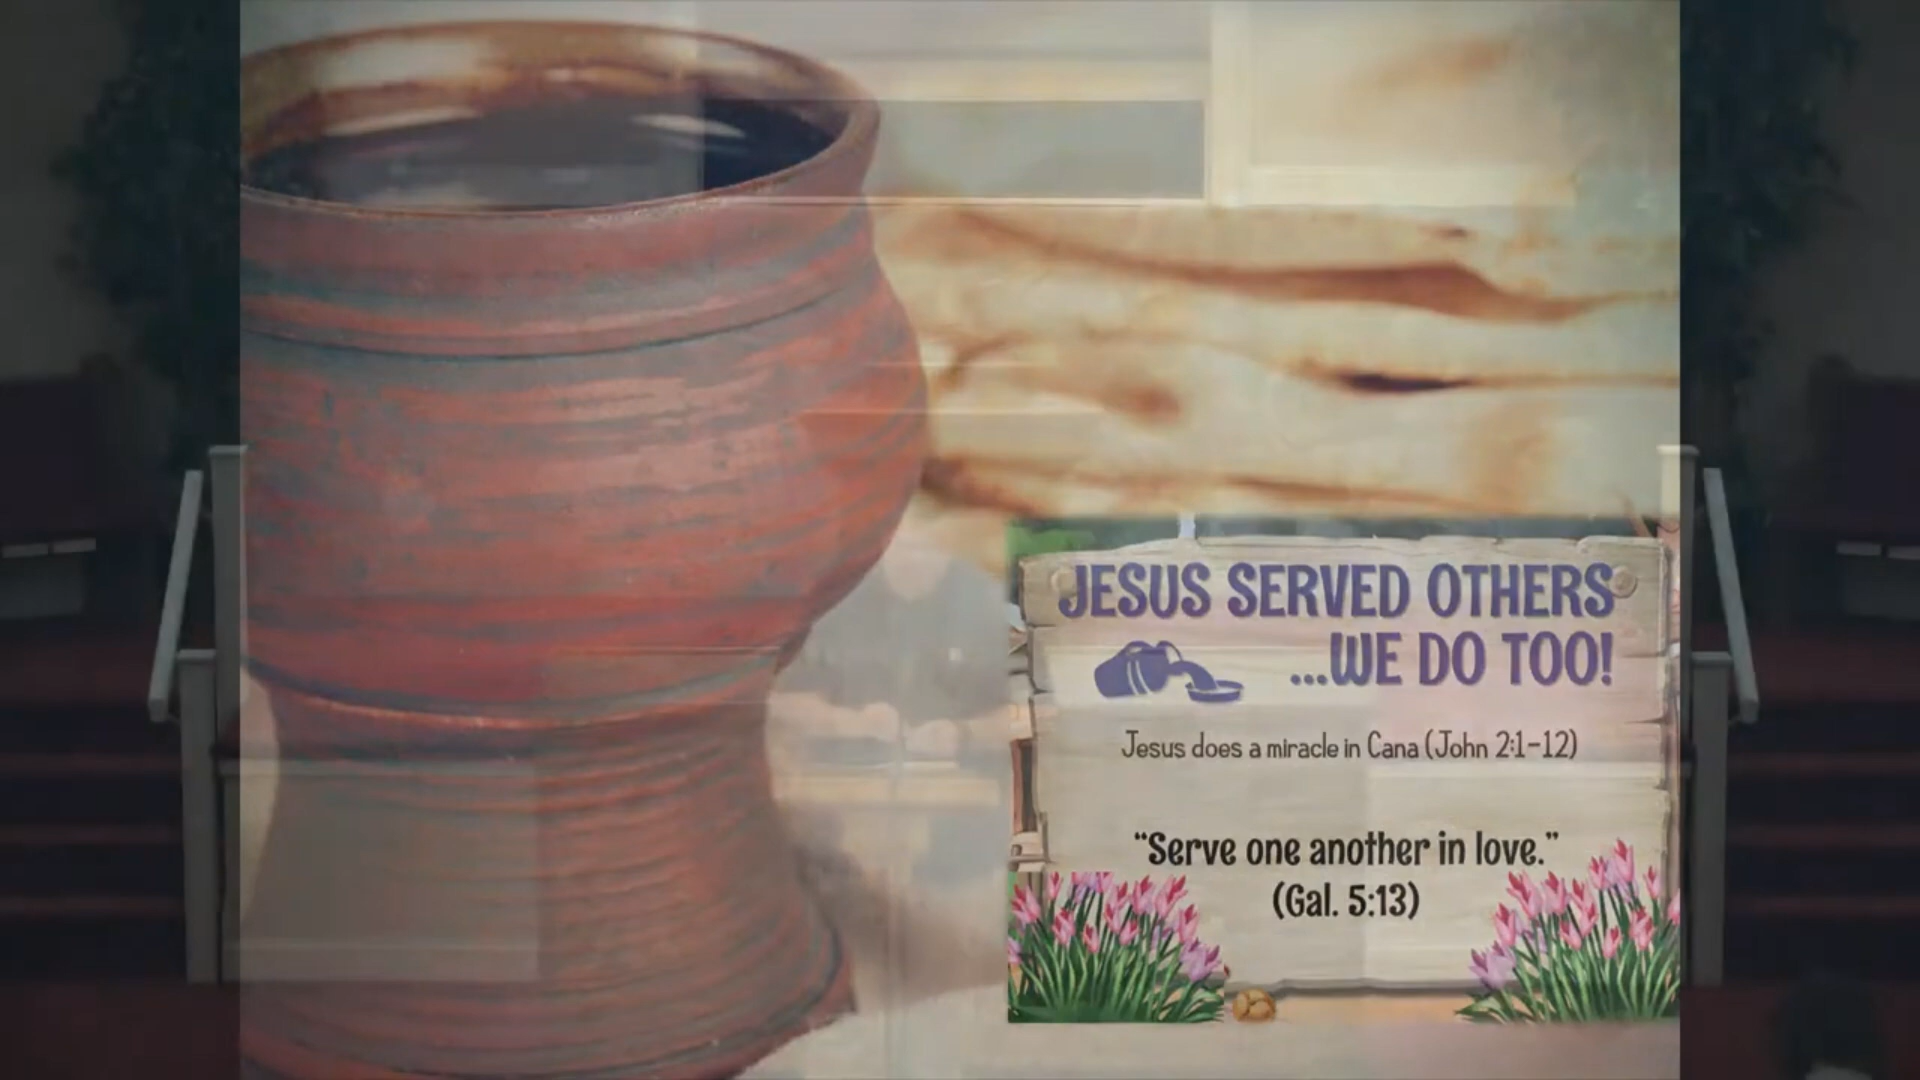 JESUS SERVED OTHERS
...WE DO TOO!
Jesus does a miracle in Cana (John 2:1-12)
“Serve one another in love.”
(Gal. 5:13)